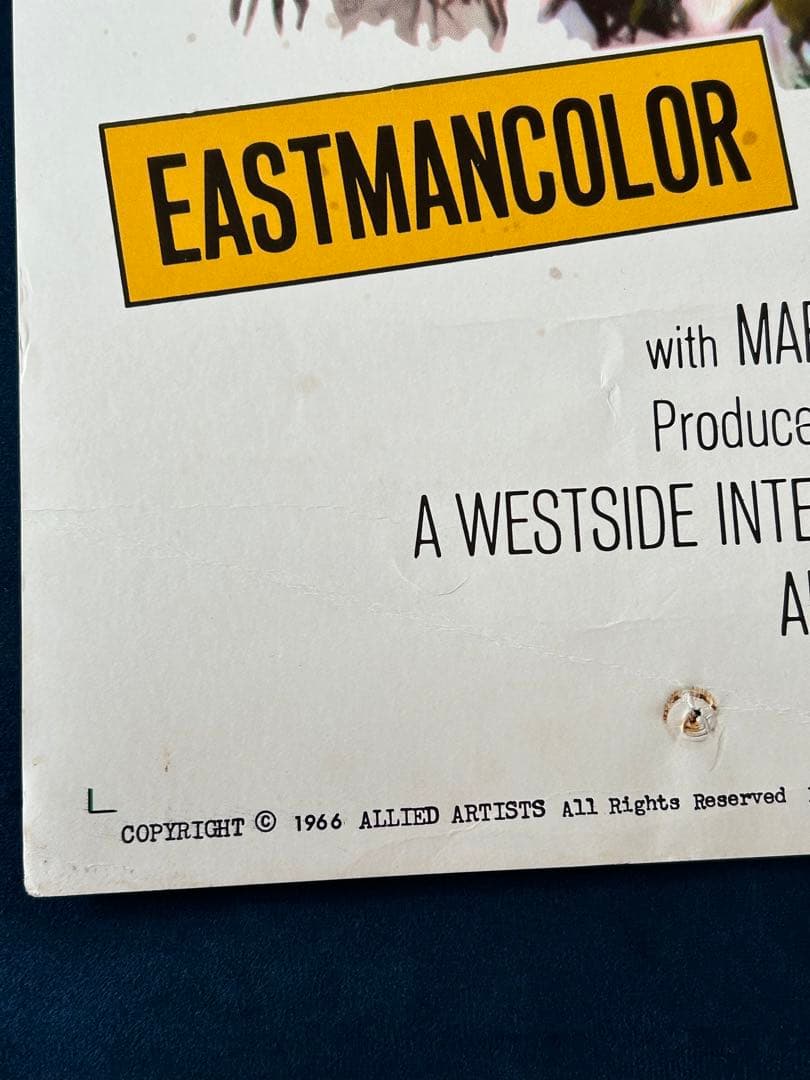 EASTMANCOLOR
with
A WESTSIDE
COPYRIGHT © 1966 ALLIED ARTISTS All Rights Reserved